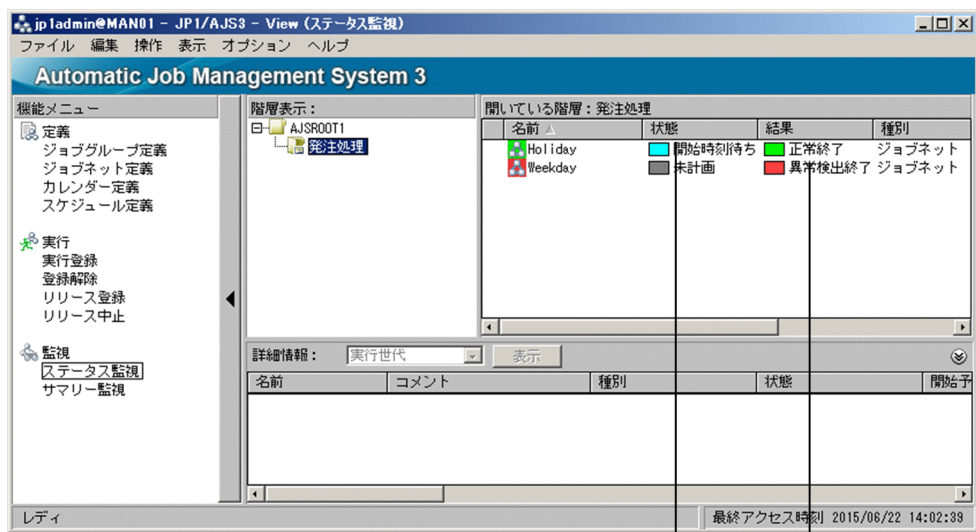 jp1admin@MAN01 - JP1/AJS3 - View (ステータス監視)
ファイル 編集 操作 表示 オプション ヘルプ
Automatic Job Management System 3
機能メニュー
定義
ジョブグループ定義
ジョブネット定義
カレンダー定義
スケジュール定義
実行
実行登録
登録解除
リリース登録
リリース中止
監視
ステータス監視
サマリー監視
階層表示：
AJSROOT1
発注処理
開いている階層：発注処理
名前 状態 結果 種別
Holiday 開始時刻待ち 正常終了 ジョブネット
Weekday 未計画 異常検出終了 ジョブネット
詳細情報： 実行世代 表示
名前 コメント 種別 状態 開始予
レディ 最終アクセス時刻 2015/06/22 14:02:39